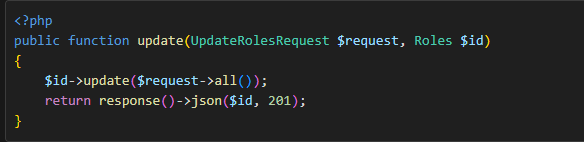 <?php
public function update(UpdateRolesRequest $request, Roles $id)
{
    $id->update($request->all());
    return response()->json($id, 201);
}